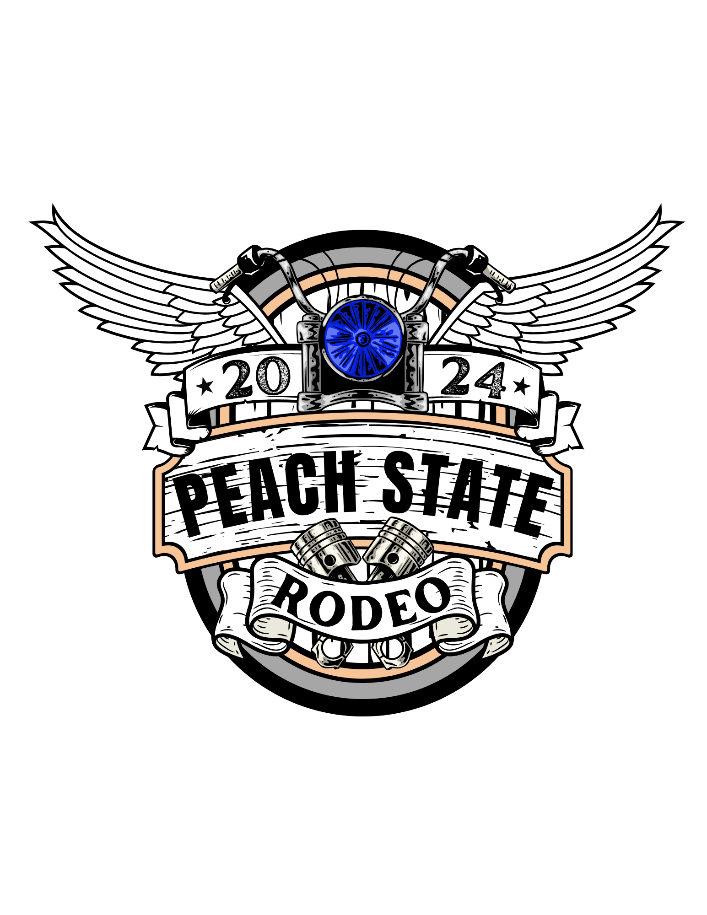 ★ 20 24 ★
PEACH STATE
RODEO